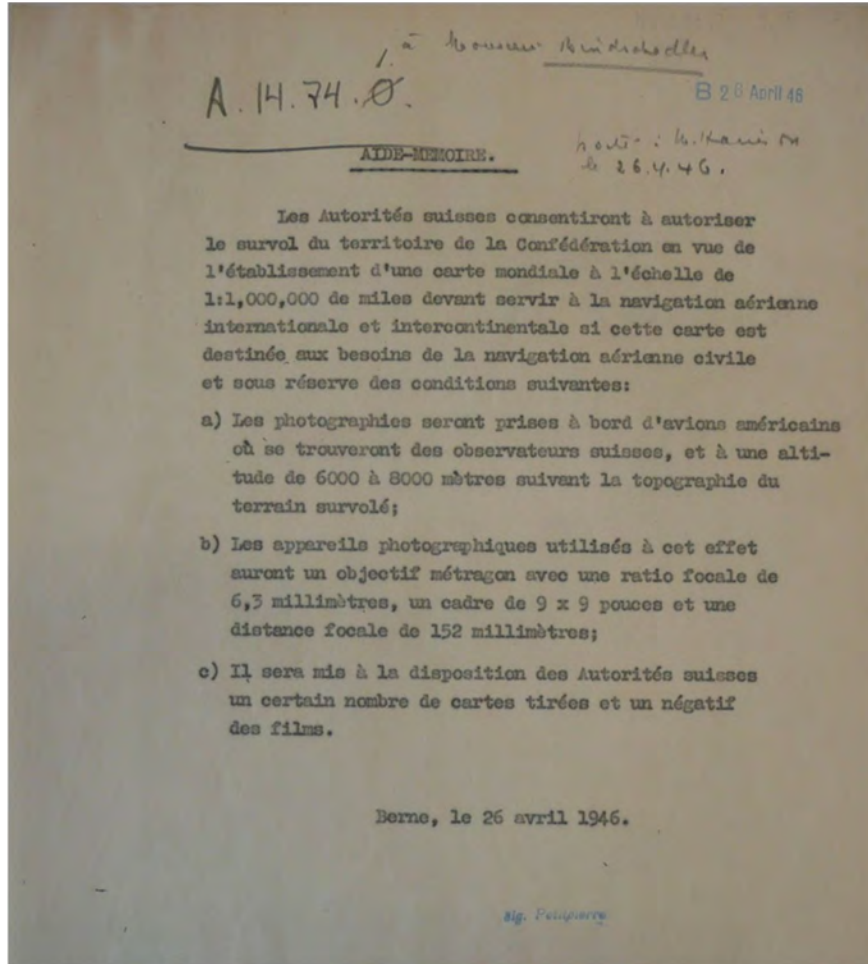 à Monsieur Bindschedler
A.14.74.0.
B 26 April 46
le 26.4.46.
AIDE-MEMOIRE.
Les Autorités suisses consentiront à autoriser
le survol du territoire de la Confédération en vue de
l'établissement d'une carte mondiale à l'échelle de
1:1,000,000 de miles devant servir à la navigation aérienne
internationale et intercontinentale si cette carte est
destinée aux besoins de la navigation aérienne civile
et sous réserve des conditions suivantes:
a) Les photographies seront prises à bord d'avions américains
où se trouveront des observateurs suisses, et à une alti-
tude de 6000 à 8000 mètres suivant la topographie du
terrain survolé;
b) Les appareils photographiques utilisés à cet effet
auront un objectif métragon avec une ratio focale de
6,3 millimètres, un cadre de 9 x 9 pouces et une
distance focale de 152 millimètres;
c) Il sera mis à la disposition des Autorités suisses
un certain nombre de cartes tirées et un négatif
des films.
Berne, le 26 avril 1946.
sig. Petitpierre